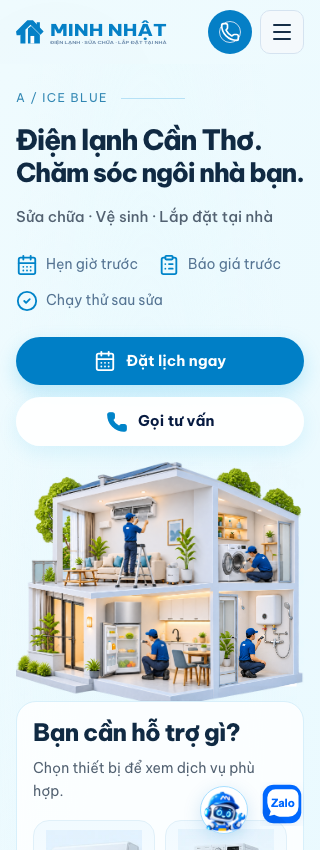 MINH NHẬT
ĐIỆN LẠNH · SỬA CHỮA · LẮP ĐẶT TẠI NHÀ
A / ICE BLUE
Điện lạnh Cần Thơ.
Chăm sóc ngôi nhà bạn.
Sửa chữa · Vệ sinh · Lắp đặt tại nhà
Hẹn giờ trước
Báo giá trước
Chạy thử sau sửa
Đặt lịch ngay
Gọi tư vấn
Bạn cần hỗ trợ gì?
Chọn thiết bị để xem dịch vụ phù
hợp.
Zalo